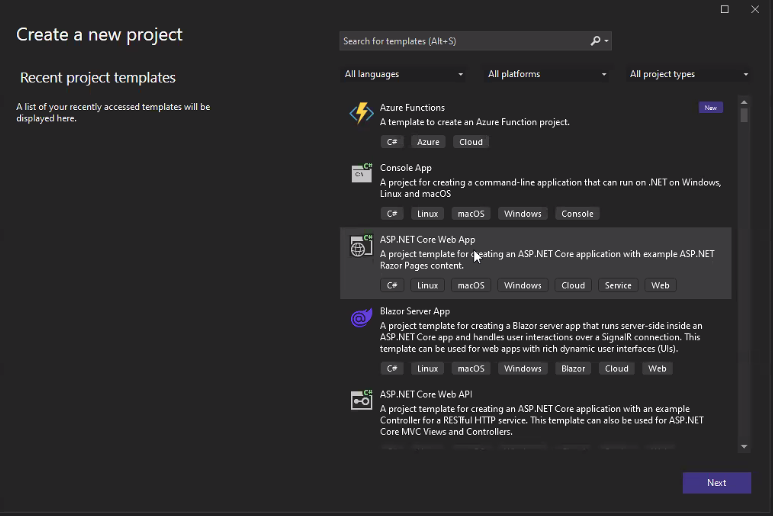 Create a new project
Search for templates (Alt+S)
Recent project templates
All languages
All platforms
All project types
A list of your recently accessed templates will be
displayed here.
Azure Functions
New
A template to create an Azure Function project.
C#
Azure
Cloud
Console App
A project for creating a command-line application that can run on .NET on Windows,
Linux and macOS
C#
Linux
macOS
Windows
Console
ASP.NET Core Web App
A project template for creating an ASP.NET Core application with example ASP.NET
Razor Pages content.
C#
Linux
macOS
Windows
Cloud
Service
Web
Blazor Server App
A project template for creating a Blazor server app that runs server-side inside an
ASP.NET Core app and handles user interactions over a SignalR connection. This
template can be used for web apps with rich dynamic user interfaces (UIs).
C#
Linux
macOS
Windows
Blazor
Cloud
Web
ASP.NET Core Web API
A project template for creating an ASP.NET Core application with an example
Controller for a RESTful HTTP service. This template can also be used for ASP.NET
Core MVC Views and Controllers.
Next